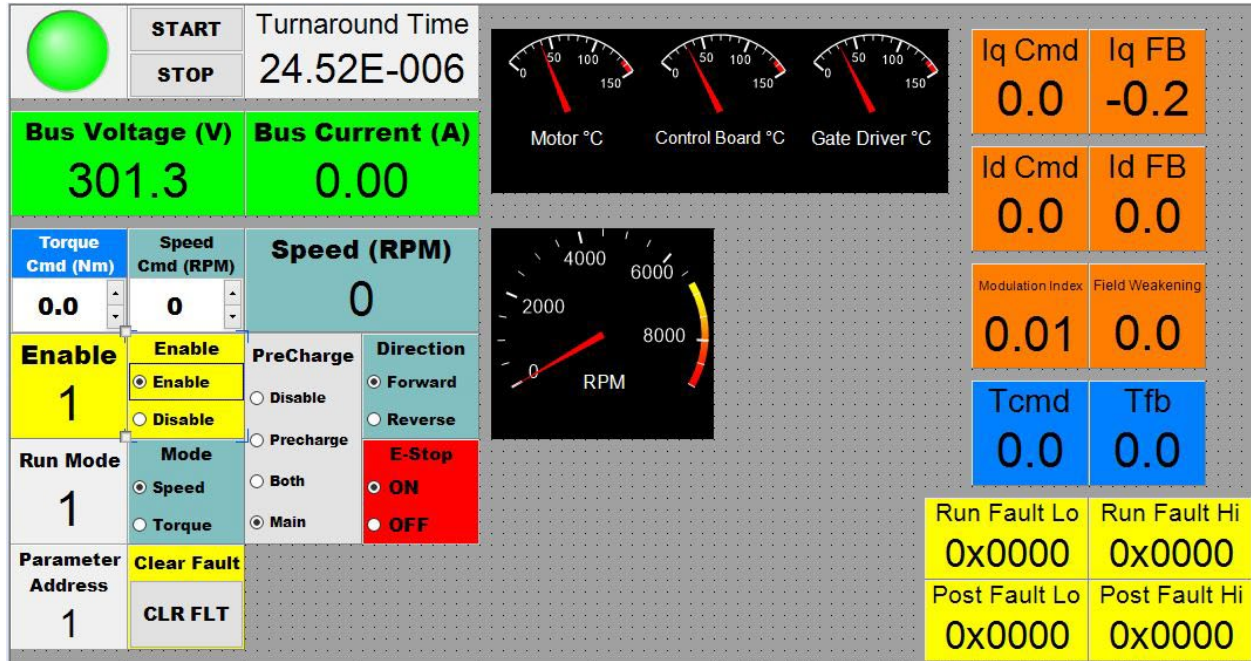 START
STOP
Turnaround Time
24.52E-006
Bus Voltage (V)
301.3
Bus Current (A)
0.00
Torque
Cmd (Nm)
0.0
Speed
Cmd (RPM)
0
Speed (RPM)
0
Enable
1
Enable
Enable
Disable
PreCharge
Disable
Precharge
Both
Main
Direction
Forward
Reverse
Run Mode
1
Mode
Speed
Torque
E-Stop
ON
OFF
Parameter
Address
1
Clear Fault
CLR FLT
0 50 100 150
Motor °C
0 50 100 150
Control Board °C
0 50 100 150
Gate Driver °C
0 2000 4000 6000 8000
RPM
Iq Cmd
0.0
Iq FB
-0.2
Id Cmd
0.0
Id FB
0.0
Modulation Index
0.01
Field Weakening
0.0
Tcmd
0.0
Tfb
0.0
Run Fault Lo
0x0000
Run Fault Hi
0x0000
Post Fault Lo
0x0000
Post Fault Hi
0x0000